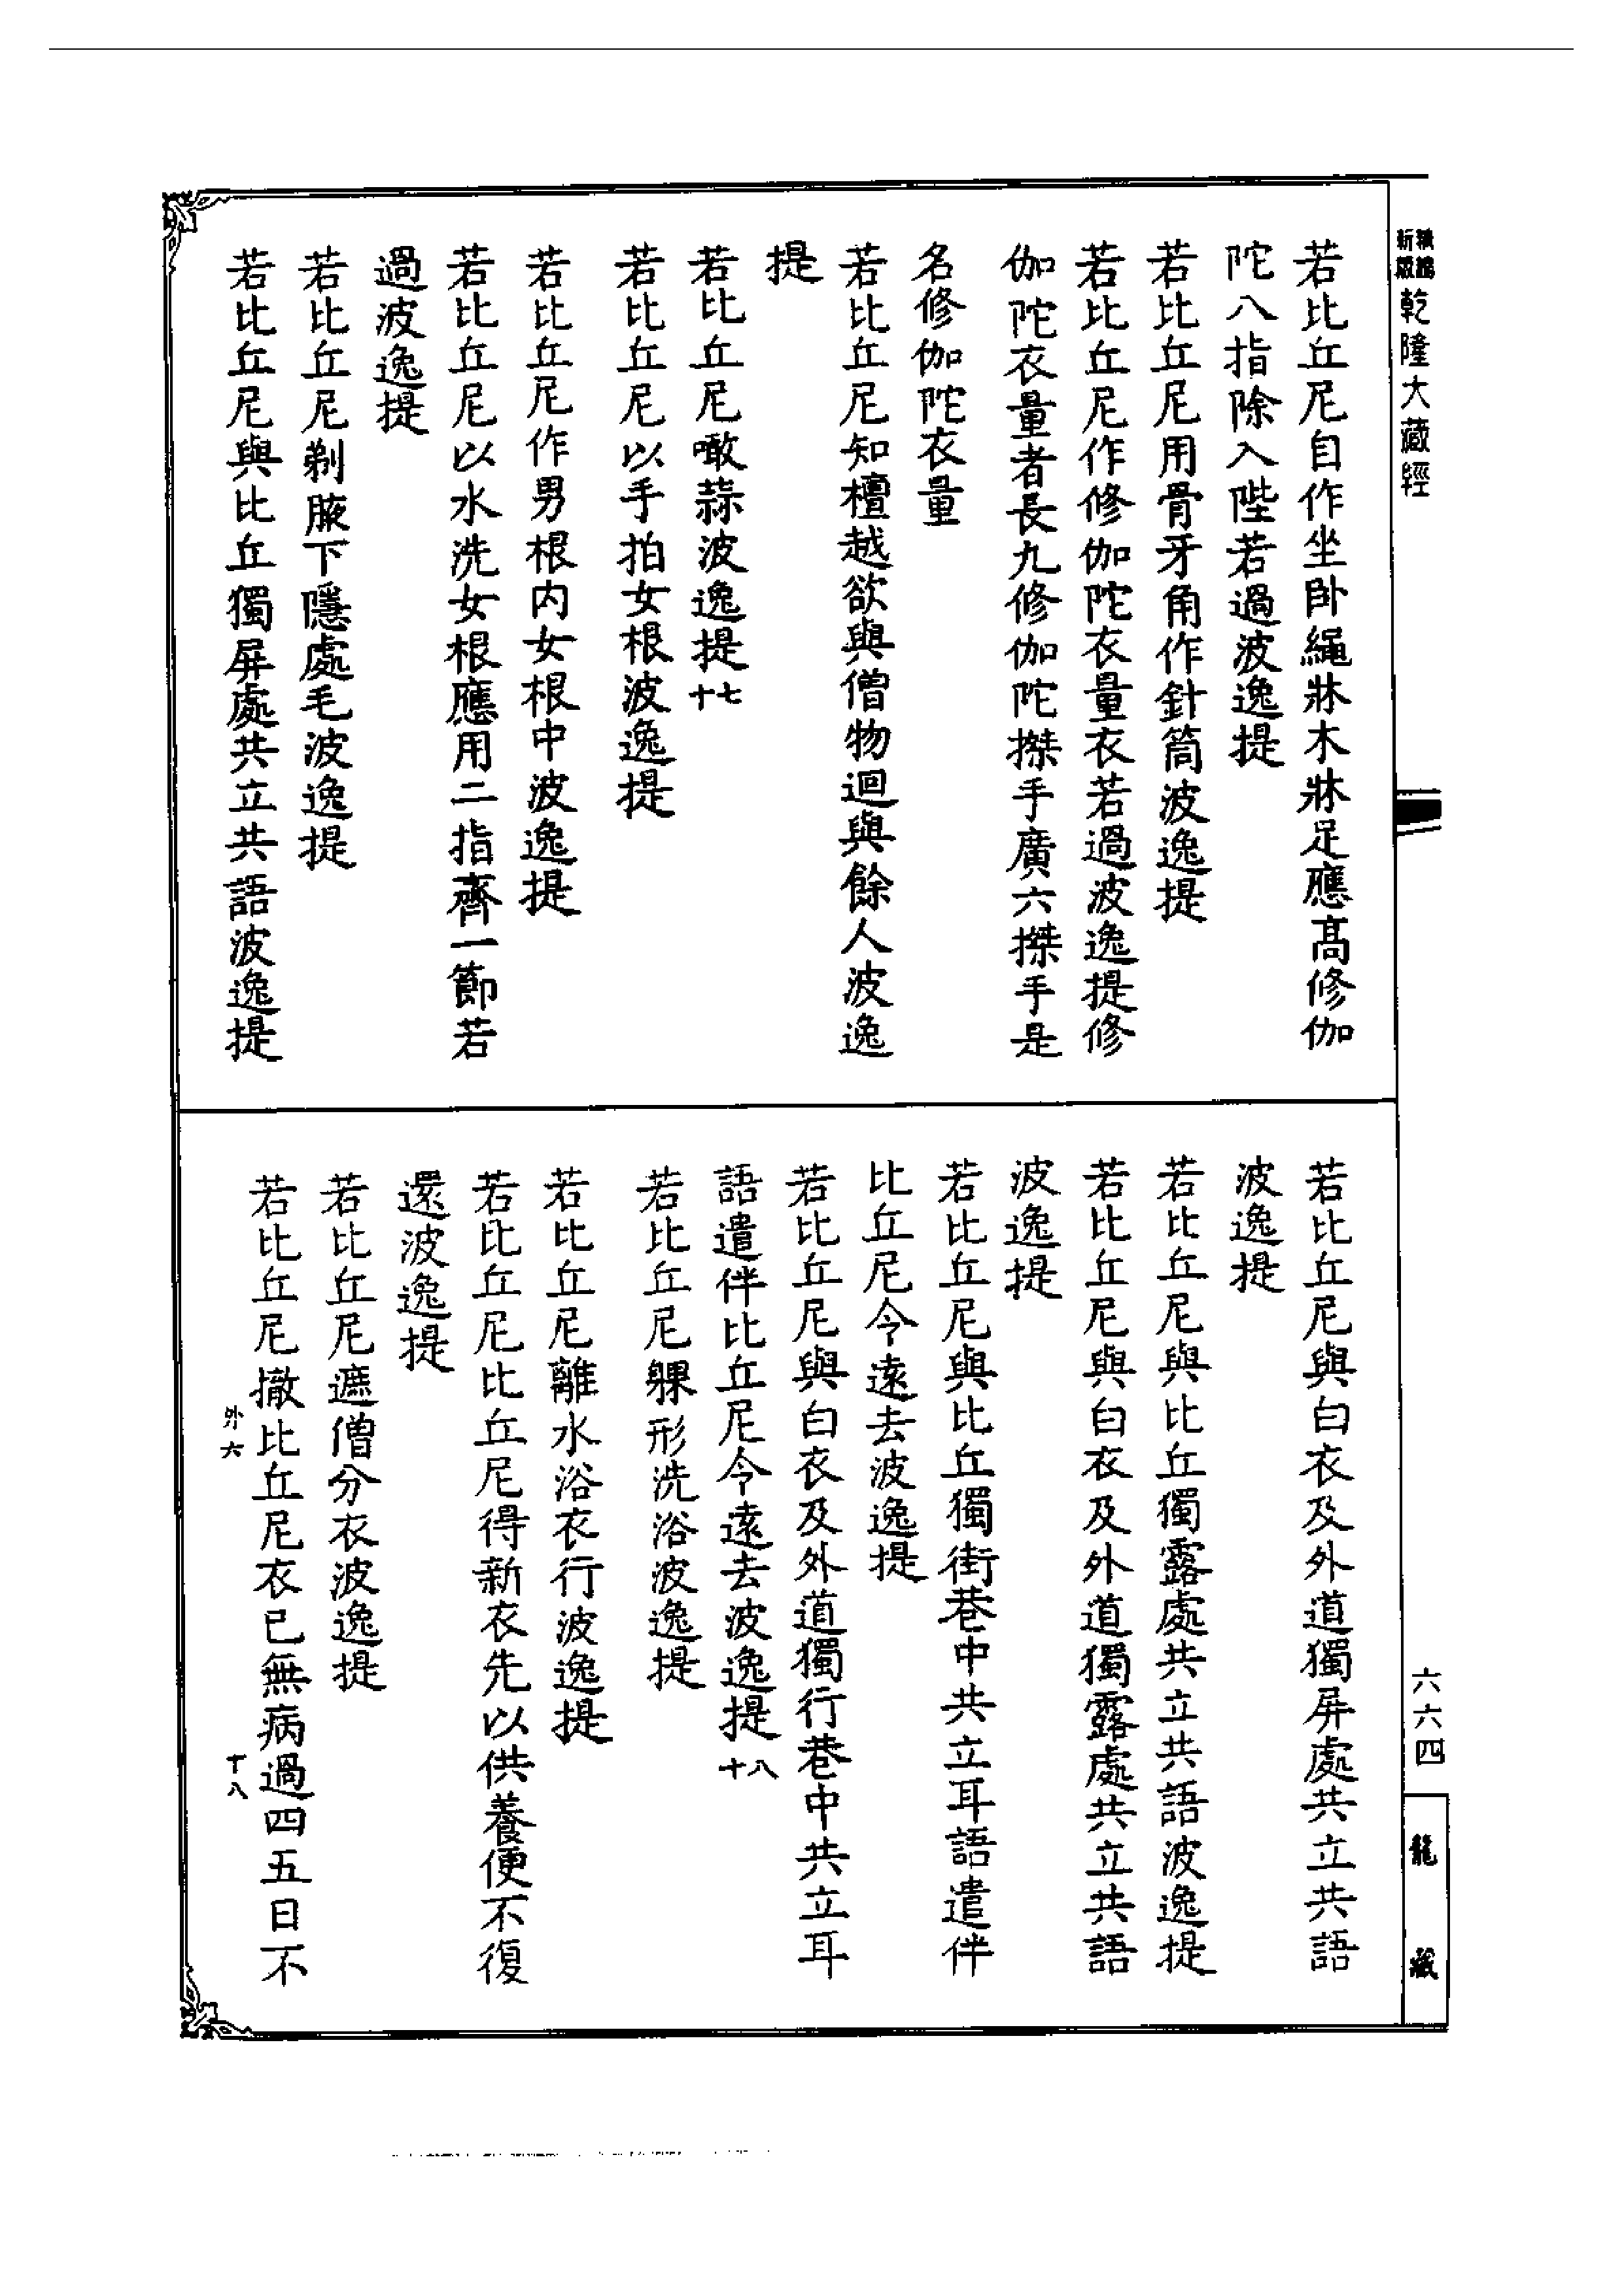 新
乾隆大藏經
若比丘尼自作坐卧繩牀木牀足應髙修伽
陀八指除入陛若過波逸提
若比丘尼用骨牙角作針筒波逸提
若比丘尼作修伽陀衣量衣若過波逸提修
伽陀衣量者長九修伽陀搩手廣六搩手是
名修伽陀衣量
若比丘尼知檀越欲與僧物迴與餘人波逸
提
若比丘尼噉蒜波逸提十七
若比丘尼以手拍女根波逸提
若比丘尼作男根内女根中波逸提
若比丘尼以水洗女根應用二指齊一節若
過波逸提
若比丘尼剃腋下隱處毛波逸提
若比丘尼與比丘獨屏處共立共語波逸提
六六四
龍藏
若比丘尼與白衣及外道獨屏處共立共語
波逸提
若比丘尼與比丘獨露處共立共語波逸提
若比丘尼與白衣及外道獨露處共立共語
波逸提
若比丘尼與比丘獨街巷中共立耳語遣伴
比丘尼令遠去波逸提
若比丘尼與白衣及外道獨行巷中共立耳
語遣伴比丘尼令遠去波逸提十八
若比丘尼躶形洗浴波逸提
若比丘尼離水浴衣行波逸提
若比丘尼比丘尼得新衣先以供養便不復
還波逸提
若比丘尼遮僧分衣波逸提
若比丘尼撤比丘尼衣已無病過四五日不
外六
十八